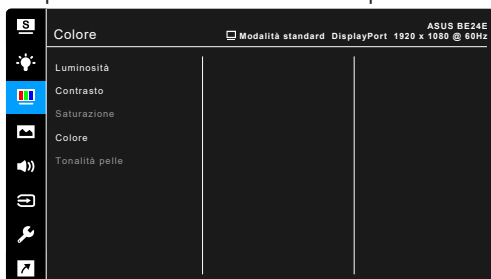 S
Colore
ASUS BE24E
Modalità standard DisplayPort 1920 x 1080 @ 60Hz
Luminosità
Contrasto
Saturazione
Colore
Tonalità pelle